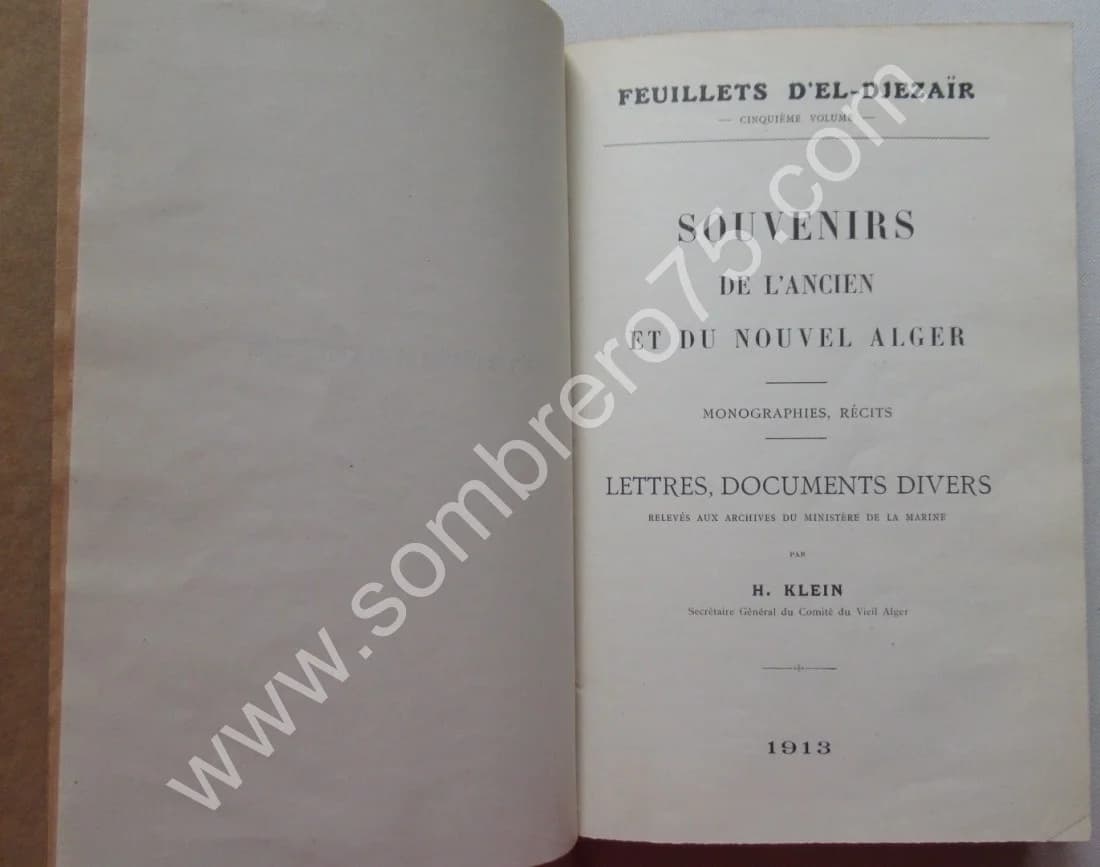 FEUILLETS D'EL-DJEZAÏR
— CINQUIÈME VOLUME —
SOUVENIRS
DE L'ANCIEN
ET DU NOUVEL ALGER
MONOGRAPHIES, RÉCITS
LETTRES, DOCUMENTS DIVERS
RELEVÉS AUX ARCHIVES DU MINISTÈRE DE LA MARINE
PAR
H. KLEIN
Secrétaire Général du Comité du Vieil Alger
1913
www.sombrero75.com